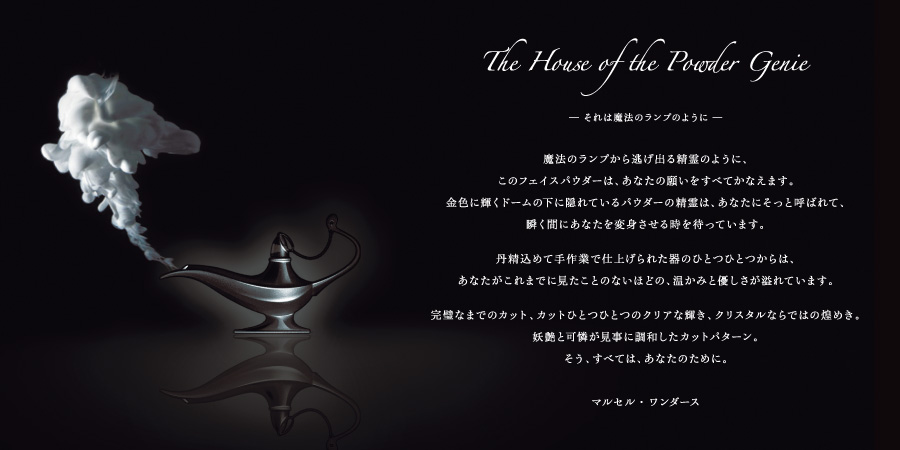 The House of the Powder Genie
― それは魔法のランプのように ―
魔法のランプから逃げ出る精霊のように、
このフェイスパウダーは、あなたの願いをすべてかなえます。
金色に輝くドームの下に隠れているパウダーの精霊は、あなたにそっと呼ばれて、
瞬く間にあなたを変身させる時を待っています。
丹精込めて手作業で仕上げられた器のひとつひとつからは、
あなたがこれまでに見たことのないほどの、温かみと優しさが溢れています。
完璧なまでのカット、カットひとつひとつのクリアな輝き、クリスタルならではの煌めき。
妖艶と可憐が見事に調和したカットパターン。
そう、すべては、あなたのために。
マルセル・ワンダース